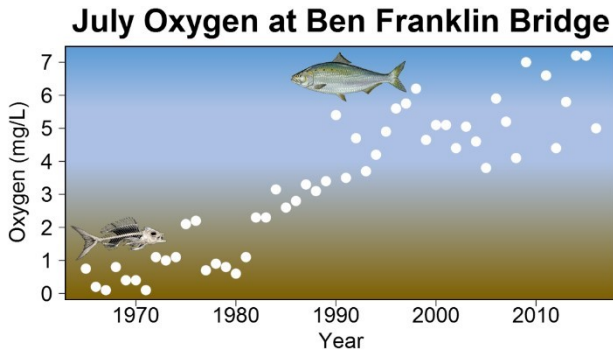 July Oxygen at Ben Franklin Bridge
Oxygen (mg/L)
7
6
5
4
3
2
1
0
1970 1980 1990 2000 2010
Year